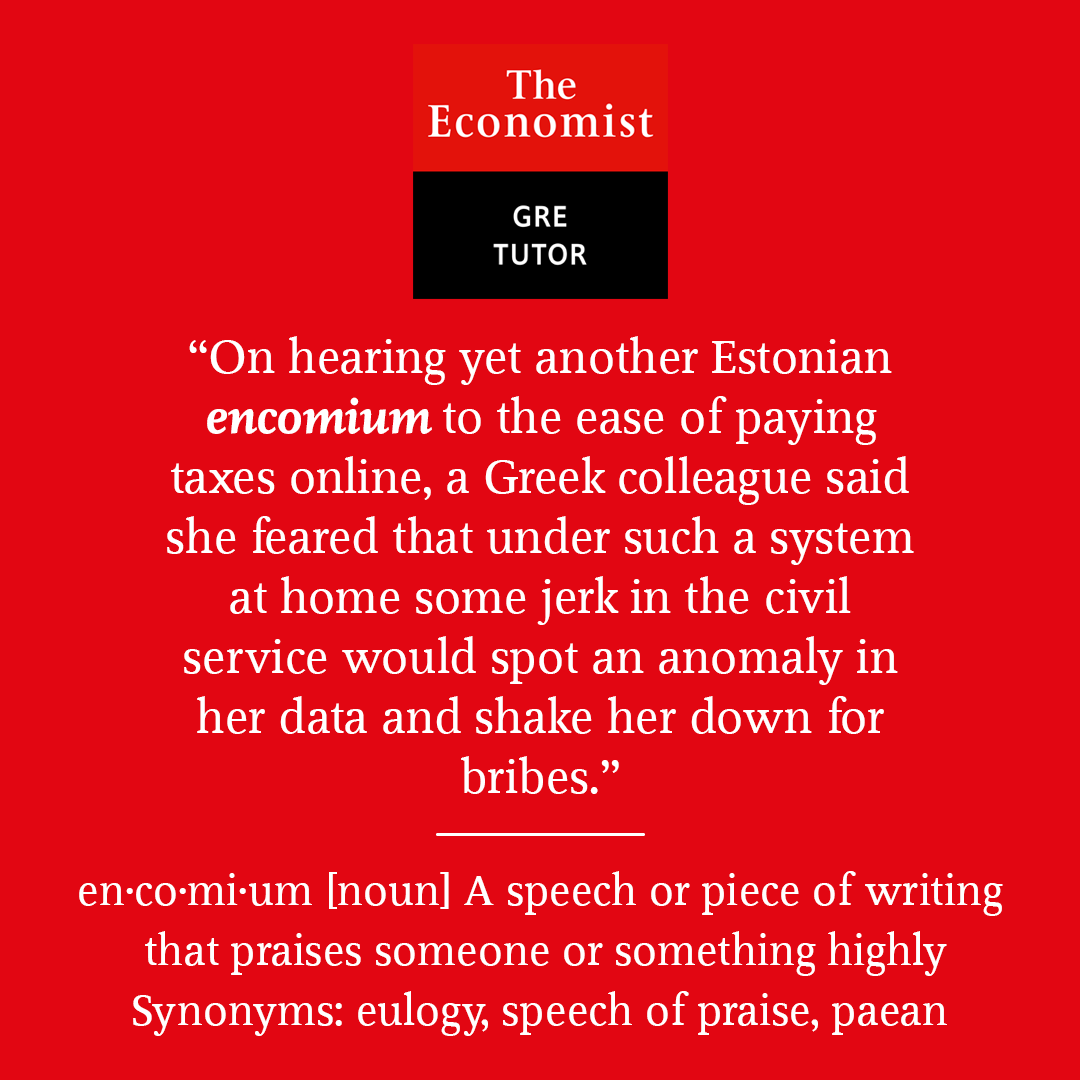 The
Economist
GRE
TUTOR
“On hearing yet another Estonian
encomium to the ease of paying
taxes online, a Greek colleague said
she feared that under such a system
at home some jerk in the civil
service would spot an anomaly in
her data and shake her down for
bribes.”
en·co·mi·um [noun] A speech or piece of writing
that praises someone or something highly
Synonyms: eulogy, speech of praise, paean